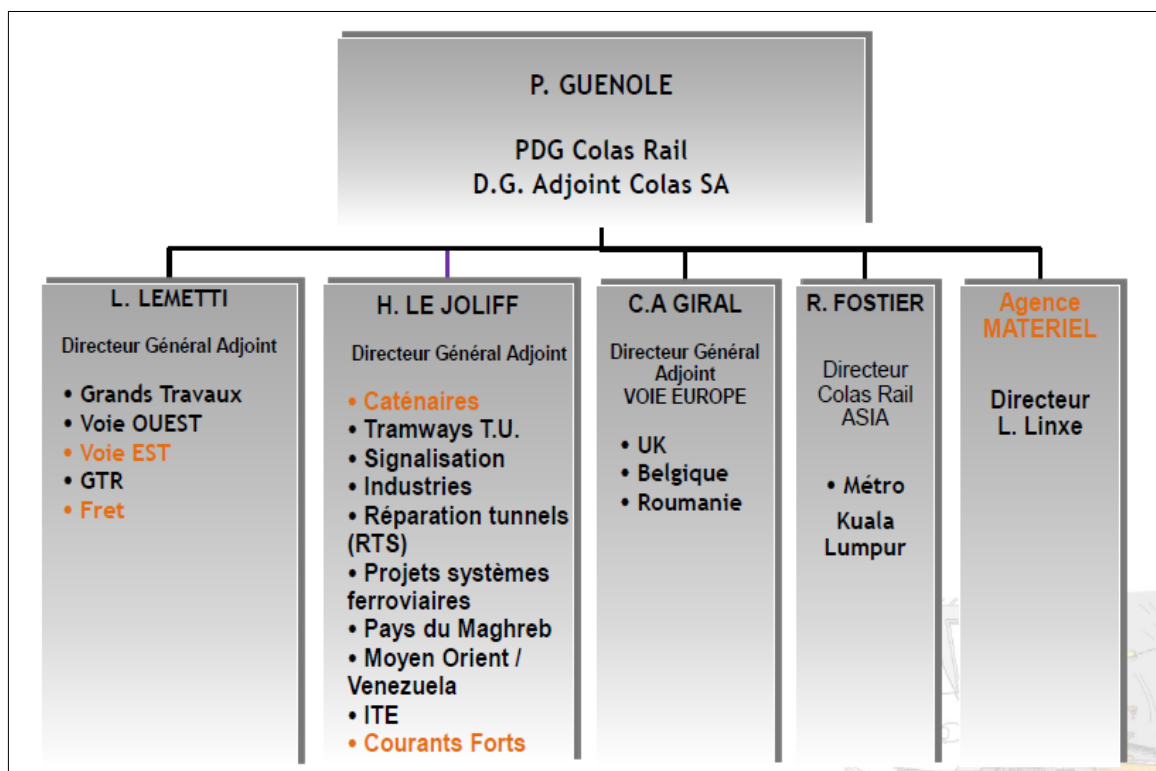 P. GUENOLE
PDG Colas Rail
D.G. Adjoint Colas SA
L. LEMETTI
Directeur Général Adjoint
• Grands Travaux
• Voie OUEST
• Voie EST
• GTR
• Fret
H. LE JOLIFF
Directeur Général Adjoint
• Caténaires
• Tramways T.U.
• Signalisation
• Industries
• Réparation tunnels
(RTS)
• Projets systèmes
ferroviaires
• Pays du Maghreb
• Moyen Orient /
Venezuela
• ITE
• Courants Forts
C.A GIRAL
Directeur Général
Adjoint
VOIE EUROPE
• UK
• Belgique
• Roumanie
R. FOSTIER
Directeur
Colas Rail
ASIA
• Métro
Kuala
Lumpur
Agence
MATERIEL
Directeur
L. Linxe